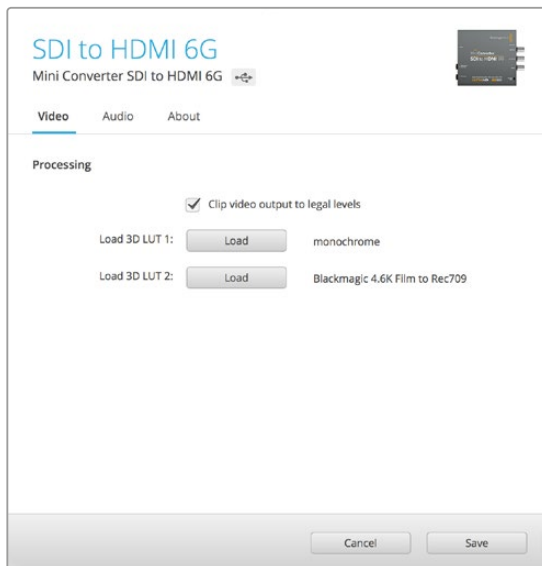 SDI to HDMI 6G
Mini Converter SDI to HDMI 6G
Video Audio About
Processing
Clip video output to legal levels
Load 3D LUT 1: Load monochrome
Load 3D LUT 2: Load Blackmagic 4.6K Film to Rec709
Cancel Save